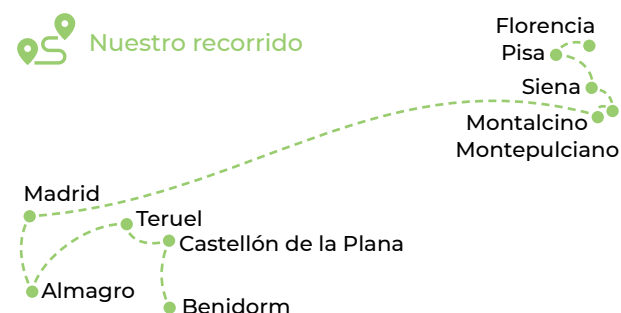 Nuestro recorrido
Florencia
Pisa
Siena
Montalcino
Montepulciano
Madrid
Teruel
Castellón de la Plana
Almagro
Benidorm